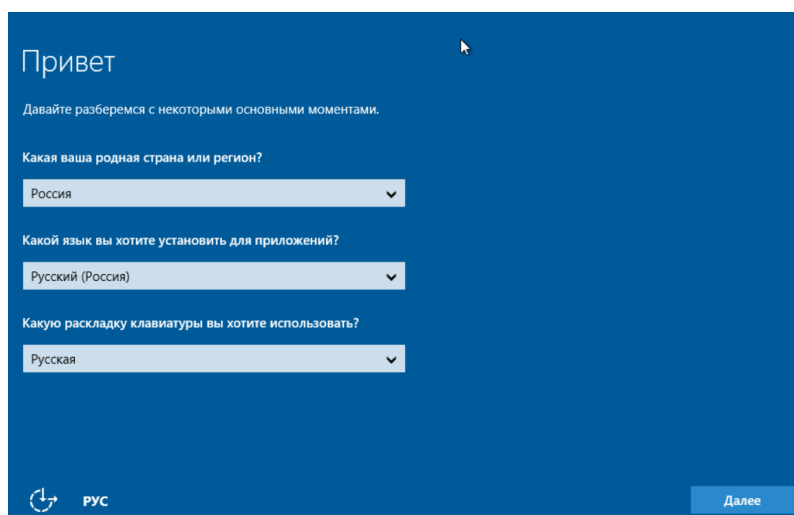 Привет
Давайте разберемся с некоторыми основными моментами.
Какая ваша родная страна или регион?
Россия
Какой язык вы хотите установить для приложений?
Русский (Россия)
Какую раскладку клавиатуры вы хотите использовать?
Русская
РУС
Далее